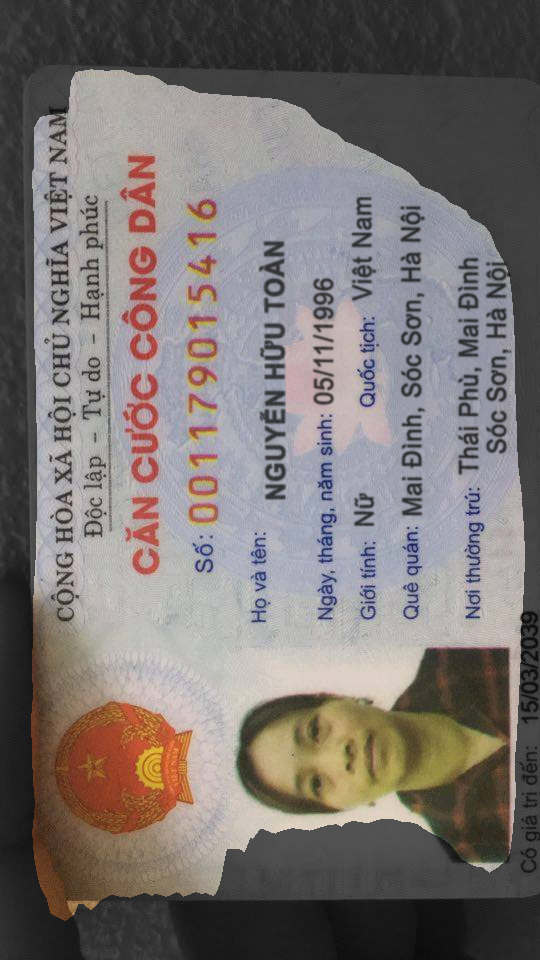 CỘNG HÒA XÃ HỘI CHỦ NGHĨA VIỆT NAM
Độc lập - Tự do - Hạnh phúc
CĂN CƯỚC CÔNG DÂN
Số: 001179015416
Họ và tên:
NGUYỄN HỮU TOÀN
Ngày, tháng, năm sinh: 05/11/1996
Giới tính: Nữ Quốc tịch: Việt Nam
Quê quán: Mai Đình, Sóc Sơn, Hà Nội
Nơi thường trú: Thái Phù, Mai Đình
Sóc Sơn, Hà Nội
Có giá trị đến: 15/03/2039